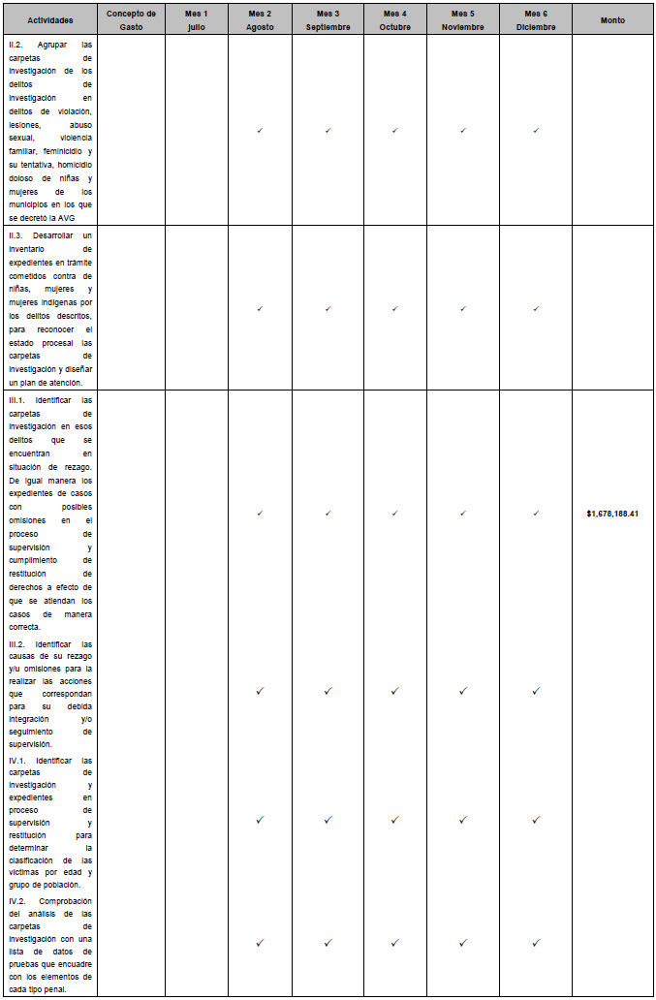 Actividades
Concepto de
Gasto
Mes 1
julio
Mes 2
Agosto
Mes 3
Septiembre
Mes 4
Octubre
Mes 5
Noviembre
Mes 6
Diciembre
Monto
II.2. Agrupar las
carpetas de
investigación de los
delitos de
investigación en
delitos de violación,
lesiones, abuso
sexual, violencia
familiar, feminicidio y
su tentativa, homicidio
doloso de niñas y
mujeres de los
municipios en los que
se decretó la AVG
✓ ✓ ✓ ✓ ✓
II.3. Desarrollar un
inventario de
expedientes en trámite
cometidos contra de
niñas, mujeres y
mujeres indígenas por
los delitos descritos,
para reconocer el
estado procesal las
carpetas de
investigación y diseñar
un plan de atención.
✓ ✓ ✓ ✓ ✓
III.1. Identificar las
carpetas de
investigación en esos
delitos que se
encuentran en
situación de rezago.
De igual manera los
expedientes de casos
con posibles
omisiones en el
proceso de
supervisión y
cumplimiento de
restitución de
derechos a efecto de
que se atiendan los
casos de manera
correcta.
✓ ✓ ✓ ✓ ✓
$1,678,188.41
III.2. Identificar las
causas de su rezago
y/u omisiones para la
realizar las acciones
que correspondan
para su debida
integración y/o
seguimiento de
supervisión.
✓ ✓ ✓ ✓ ✓
IV.1. Identificar las
carpetas de
investigación y
expedientes en
proceso de
supervisión y
restitución para
determinar la
clasificación de las
víctimas por edad y
grupo de población.
✓ ✓ ✓ ✓ ✓
IV.2. Comprobación
del análisis de las
carpetas de
investigación con una
lista de datos de
pruebas que encuadre
con los elementos de
cada tipo penal.
✓ ✓ ✓ ✓ ✓